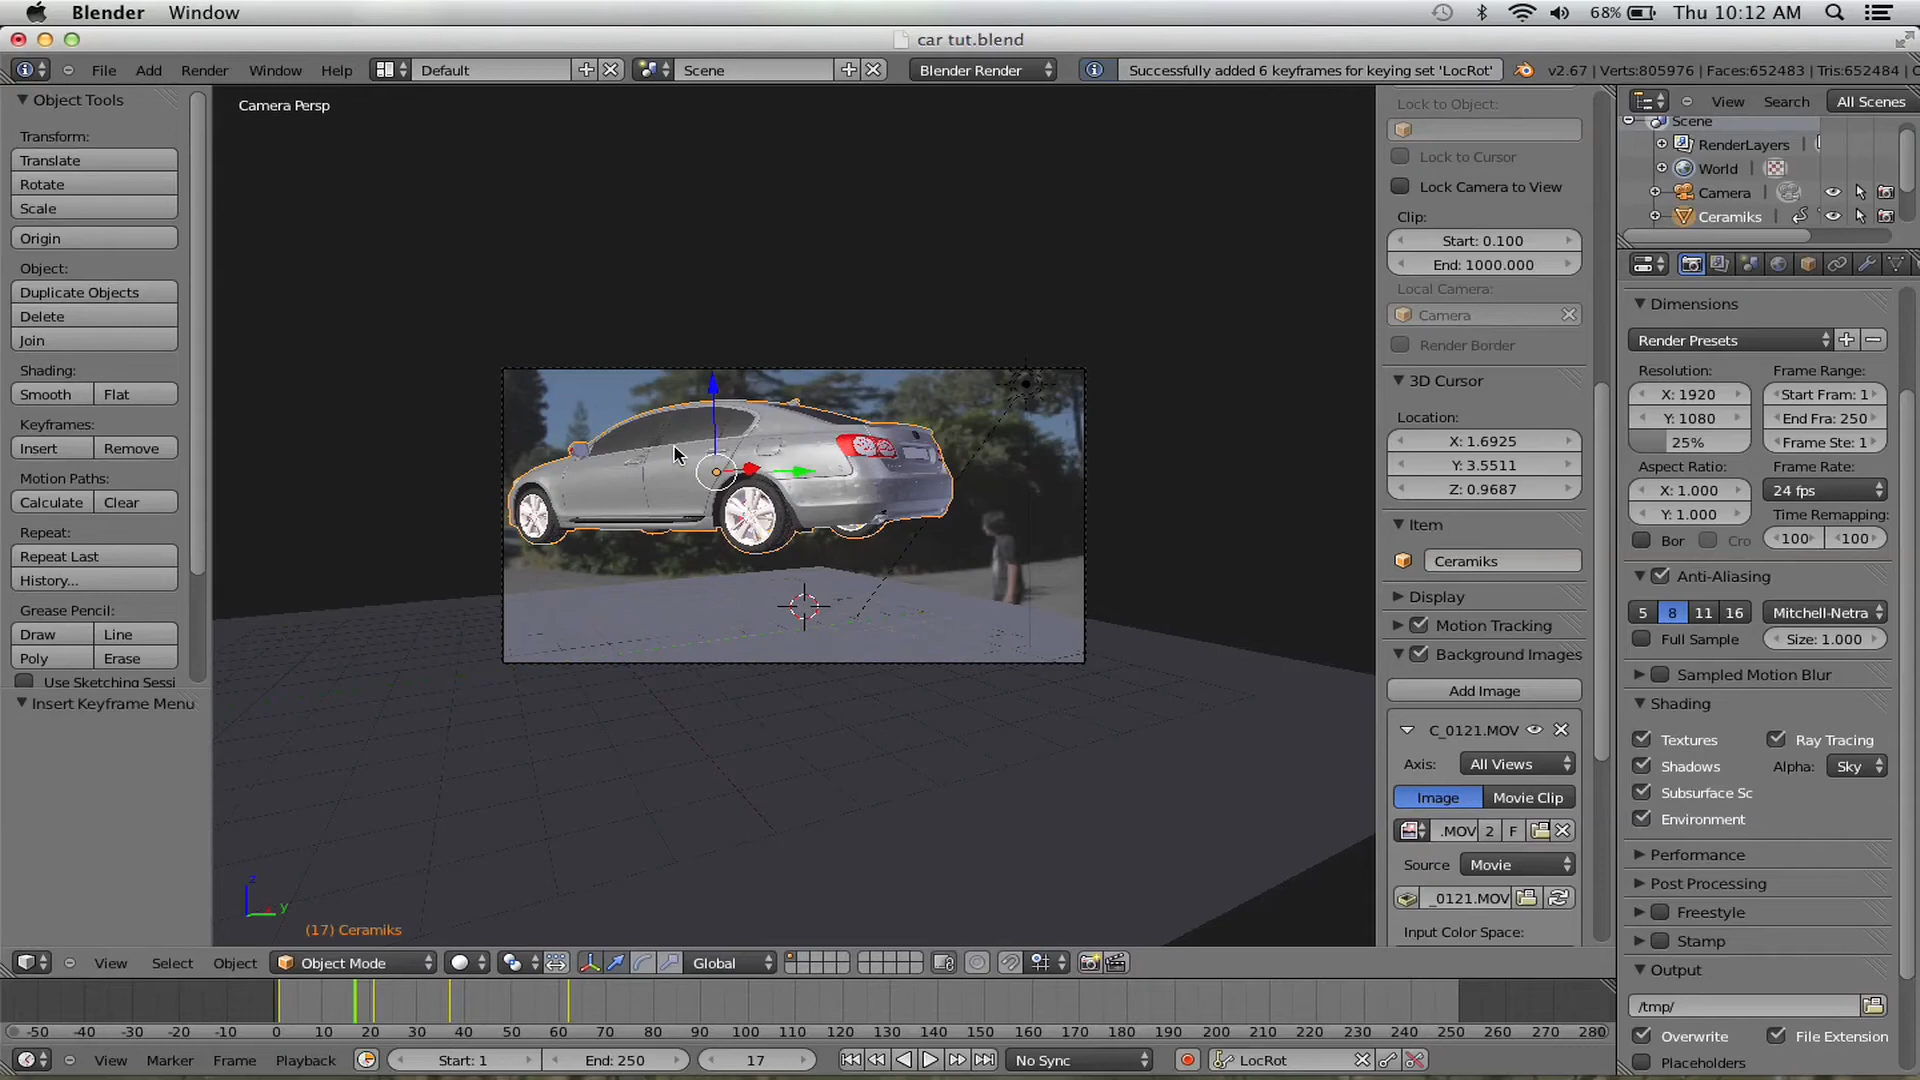 Blender Window 68% Thu 10:12 AM
car tut.blend
File Add Render Window Help Default Scene Blender Render Successfully added 6 keyframes for keying set 'LocRot' v2.67 | Verts:805976 | Faces:652483 | Tris:652484 |
Object Tools
Transform:
Translate
Rotate
Scale
Origin
Object:
Duplicate Objects
Delete
Join
Shading:
Smooth Flat
Keyframes:
Insert Remove
Motion Paths:
Calculate Clear
Repeat:
Repeat Last
History...
Grease Pencil:
Draw Line
Poly Erase
Use Sketching Sessi
Insert Keyframe Menu
Camera Persp
z
y
(17) Ceramiks
Lock to Object:
Lock to Cursor
Lock Camera to View
Clip:
Start: 0.100
End: 1000.000
Local Camera:
Camera
Render Border
3D Cursor
Location:
X: 1.6925
Y: 3.5511
Z: 0.9687
Item
Ceramiks
Display
Motion Tracking
Background Images
Add Image
C_0121.MOV
Axis: All Views
Image Movie Clip
.MOV 2 F
Source Movie
_0121.MOV
Input Color Space:
View Search All Scenes
Scene
RenderLayers
World
Camera
Ceramiks
Dimensions
Render Presets
Resolution: Frame Range:
X: 1920 Start Fram: 1
Y: 1080 End Fra: 250
25% Frame Ste: 1
Aspect Ratio: Frame Rate:
X: 1.000 24 fps
Y: 1.000 Time Remapping:
Bor Cro 100 100
Anti-Aliasing
5 8 11 16 Mitchell-Netra
Full Sample Size: 1.000
Sampled Motion Blur
Shading
Textures Ray Tracing
Shadows Alpha: Sky
Subsurface Sc
Environment
Performance
Post Processing
Freestyle
Stamp
Output
/tmp/
Overwrite File Extension
Placeholders
View Select Object Object Mode Global
-50 -40 -30 -20 -10 0 10 20 30 40 50 60 70 80 90 100 110 120 130 140 150 160 170 180 190 200 210 220 230 240 250 260 270 280
View Marker Frame Playback Start: 1 End: 250 17 No Sync LocRot